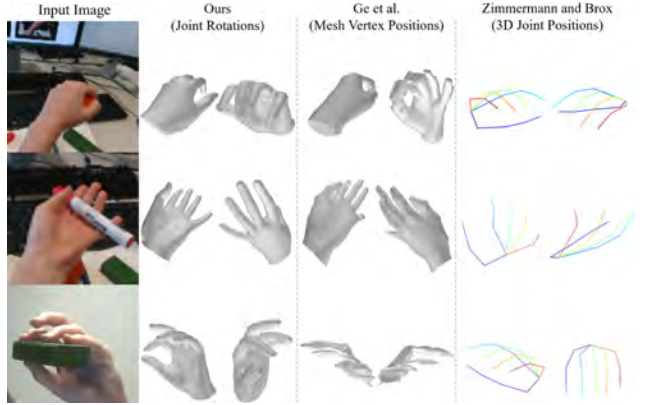 Input Image
Ours
(Joint Rotations)
Ge et al.
(Mesh Vertex Positions)
Zimmermann and Brox
(3D Joint Positions)